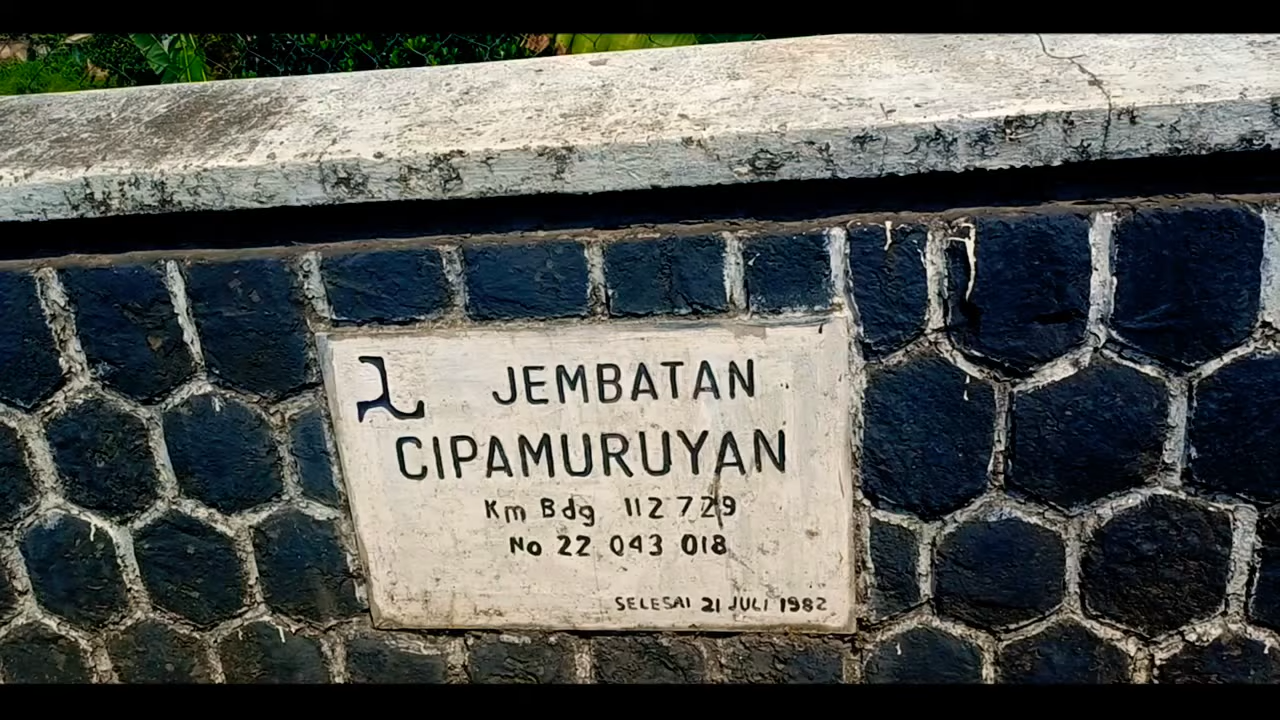 JEMBATAN
CIPAMURUYAN
Km Bdg 112 729
No 22 043 018
SELESAI 21 JULI 1982